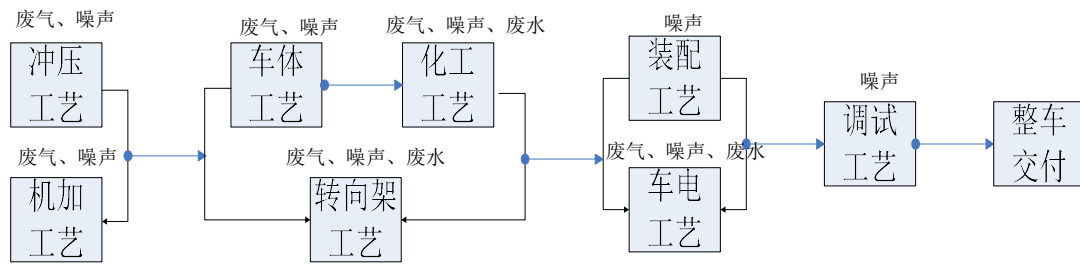 废气、噪声
冲压
工艺
废气、噪声
机加
工艺
废气、噪声
车体
工艺
废气、噪声、废水
化工
工艺
废气、噪声、废水
转向架
工艺
噪声
装配
工艺
废气、噪声、废水
车电
工艺
噪声
调试
工艺
整车
交付